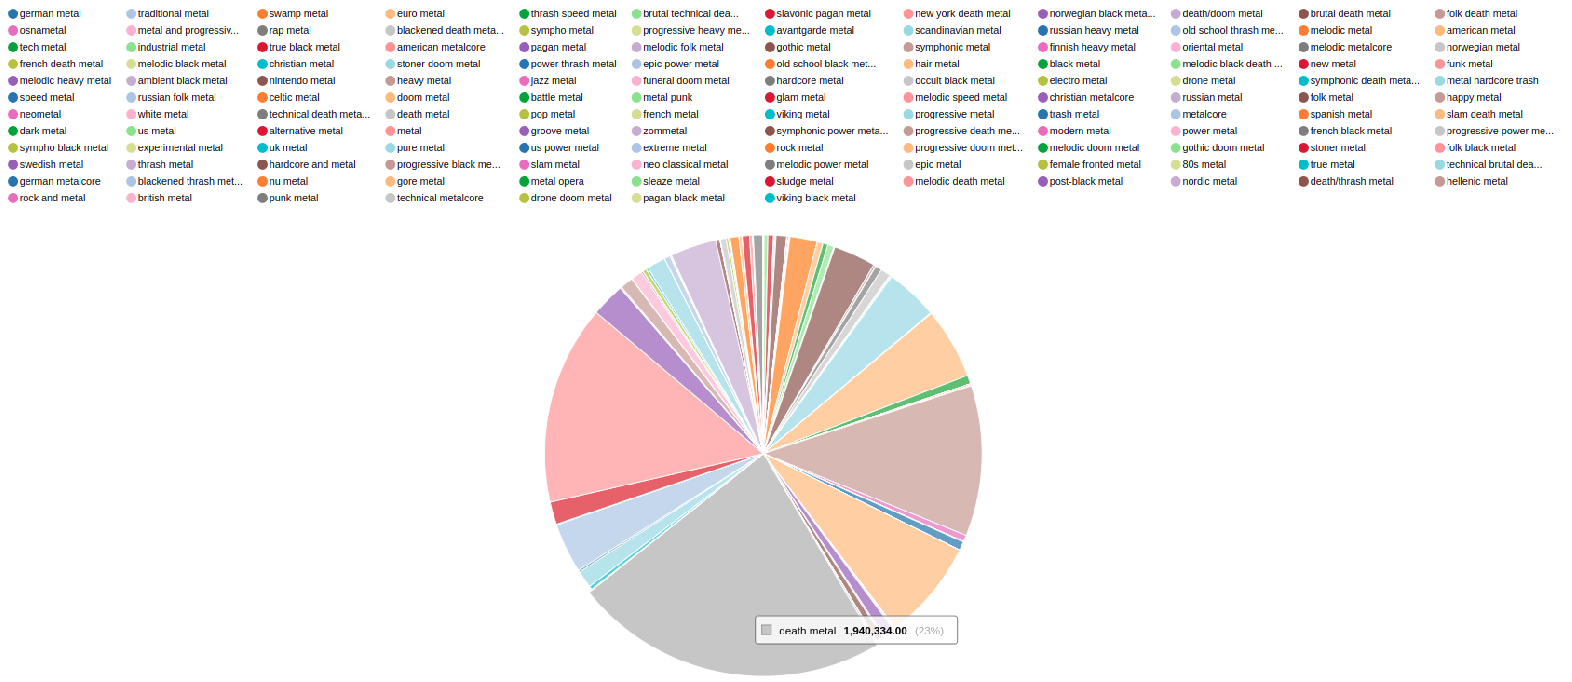 german metal traditional metal swamp metal euro metal thrash speed metal brutal technical dea... slavonic pagan metal new york death metal norwegian black meta... death/doom metal brutal death metal folk death metal
osnametal metal and progressiv... rap metal blackened death meta... sympho metal progressive heavy me... avantgarde metal scandinavian metal russian heavy metal old school thrash me... melodic metal american metal
tech metal industrial metal true black metal american metalcore pagan metal melodic folk metal gothic metal symphonic metal finnish heavy metal oriental metal melodic metalcore norwegian metal
french death metal melodic black metal christian metal stoner doom metal power thrash metal epic power metal old school black met... hair metal black metal melodic black death ... new metal funk metal
melodic heavy metal ambient black metal nintendo metal heavy metal jazz metal funeral doom metal hardcore metal occult black metal electro metal drone metal symphonic death meta... metal hardcore trash
speed metal russian folk metal celtic metal doom metal battle metal metal punk glam metal melodic speed metal christian metalcore russian metal folk metal happy metal
neometal white metal technical death meta... death metal pop metal french metal viking metal progressive metal trash metal metalcore spanish metal slam death metal
dark metal us metal alternative metal metal groove metal zommetal symphonic power meta... progressive death me... modern metal power metal french black metal progressive power me...
sympho black metal experimental metal uk metal pure metal us power metal extreme metal rock metal progressive doom met... melodic doom metal gothic doom metal stoner metal folk black metal
swedish metal thrash metal hardcore and metal progressive black me... slam metal neo classical metal melodic power metal epic metal female fronted metal 80s metal true metal technical brutal dea...
german metalcore blackened thrash met... nu metal gore metal metal opera sleaze metal sludge metal melodic death metal post-black metal nordic metal death/thrash metal hellenic metal
rock and metal british metal punk metal technical metalcore drone doom metal pagan black metal viking black metal
death metal 1,940,334.00 (23%)